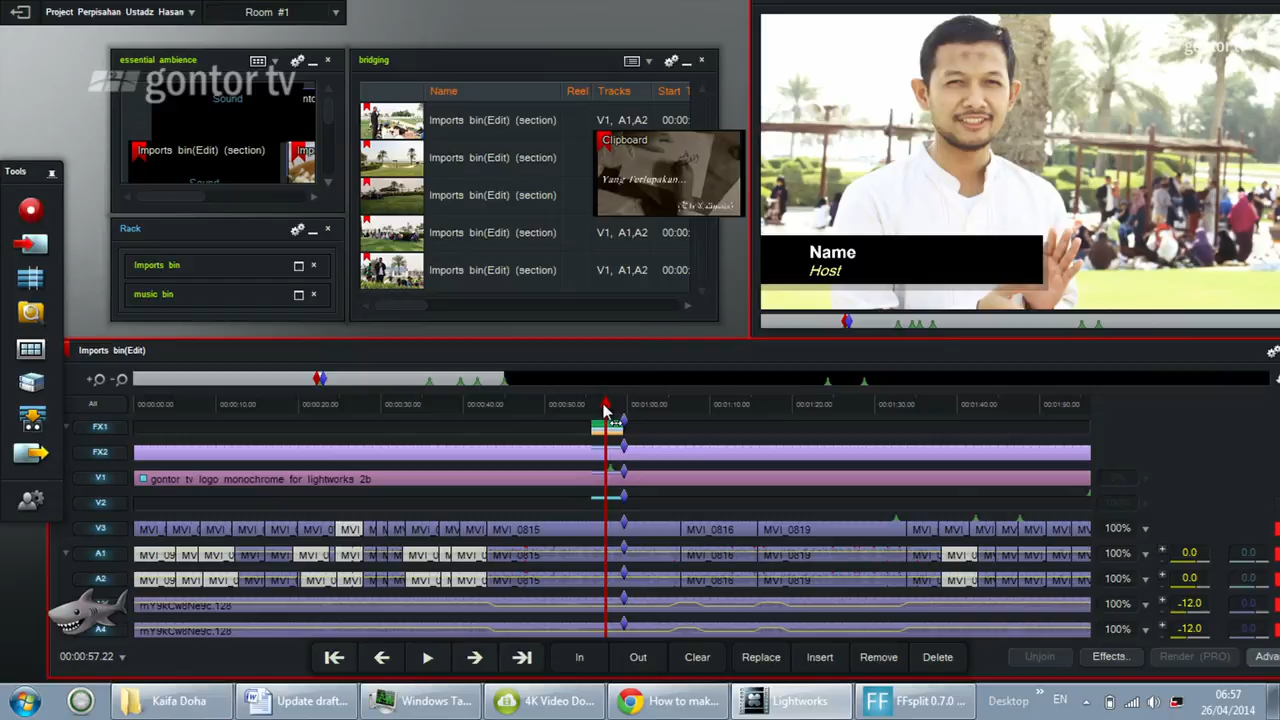 Project Perpisahan Ustadz Hasan
Room #1
essential ambience
bridging
gontor tv
gontor tv
Sound
Imports bin(Edit) (section)
Sound
Name Reel Tracks Start
Imports bin(Edit) (section) V1, A1,A2 00:00:
Imports bin(Edit) (section)
Imports bin(Edit) (section)
Imports bin(Edit) (section) V1, A1,A2 00:00:
Imports bin(Edit) (section) V1, A1,A2 00:00:
Clipboard
Yang Terlupakan...
Name
Host
Tools
Rack
Imports bin
music bin
Imports bin(Edit)
All 00:00:00.00 00:00:10.00 00:00:20.00 00:00:30.00 00:00:40.00 00:00:50.00 00:01:00.00 00:01:10.00 00:01:20.00 00:01:30.00 00:01:40.00 00:01:50.00
FX1
FX2
V1 gontor tv logo monochrome for lightworks 2b
V2
V3 MVI_0815 MVI_0816 MVI_0819 100%
A1 MVI_0815 MVI_0816 MVI_0819 100% 0.0 0.0
A2 MVI_0815 MVI_0816 MVI_0819 100% 0.0 0.0
mY9kCw8Ne9c.128 100% -12.0 0.0
A4 mY9kCw8Ne9c.128 100% -12.0 0.0
00:00:57.22
In Out Clear Replace Insert Remove Delete Unjoin Effects.. Render (PRO) Adva
Kaifa Doha
Update draft...
Windows Ta...
4K Video Do...
How to mak...
Lightworks
FFsplit 0.7.0 ...
Desktop
EN
06:57
26/04/2014